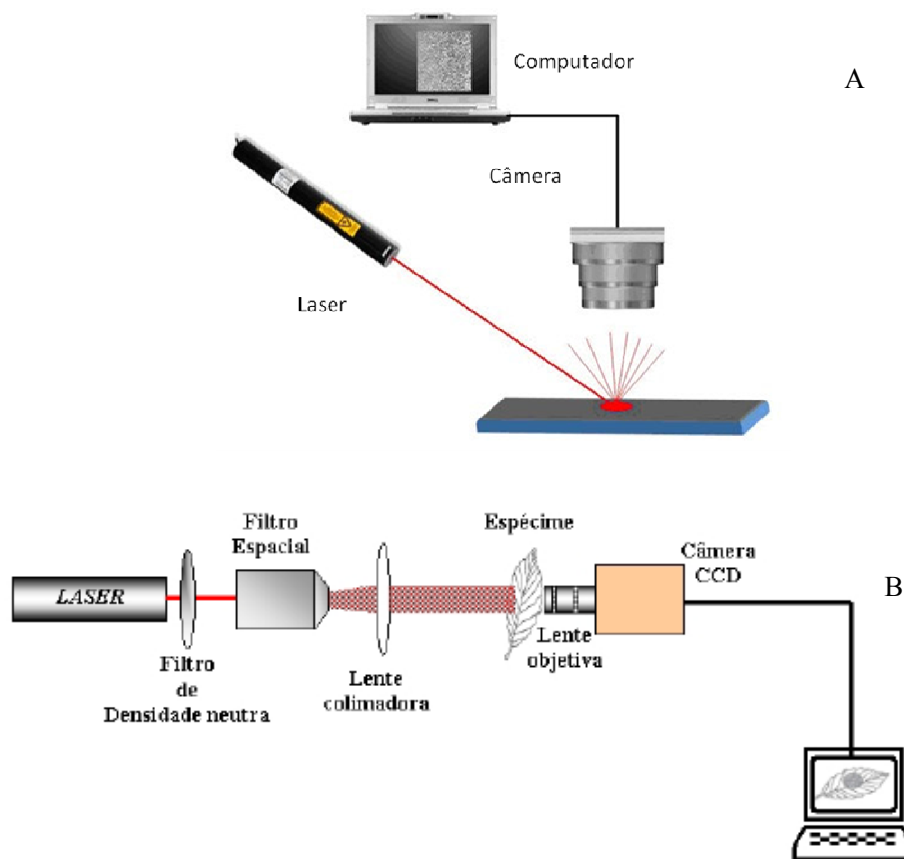 Computador
A
Câmera
Laser
Filtro
Espacial
Espécime
Câmera
CCD
B
LASER
Lente
objetiva
Filtro
de
Densidade neutra
Lente
colimadora